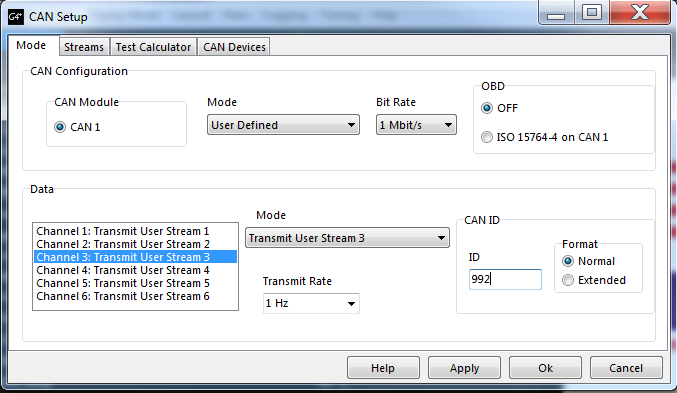 G4+ CAN Setup
Mode Streams Test Calculator CAN Devices
CAN Configuration
CAN Module
CAN 1
Mode
User Defined
Bit Rate
1 Mbit/s
OBD
OFF
ISO 15764-4 on CAN 1
Data
Channel 1: Transmit User Stream 1
Channel 2: Transmit User Stream 2
Channel 3: Transmit User Stream 3
Channel 4: Transmit User Stream 4
Channel 5: Transmit User Stream 5
Channel 6: Transmit User Stream 6
Mode
Transmit User Stream 3
Transmit Rate
1 Hz
CAN ID
ID
992
Format
Normal
Extended
Help Apply Ok Cancel